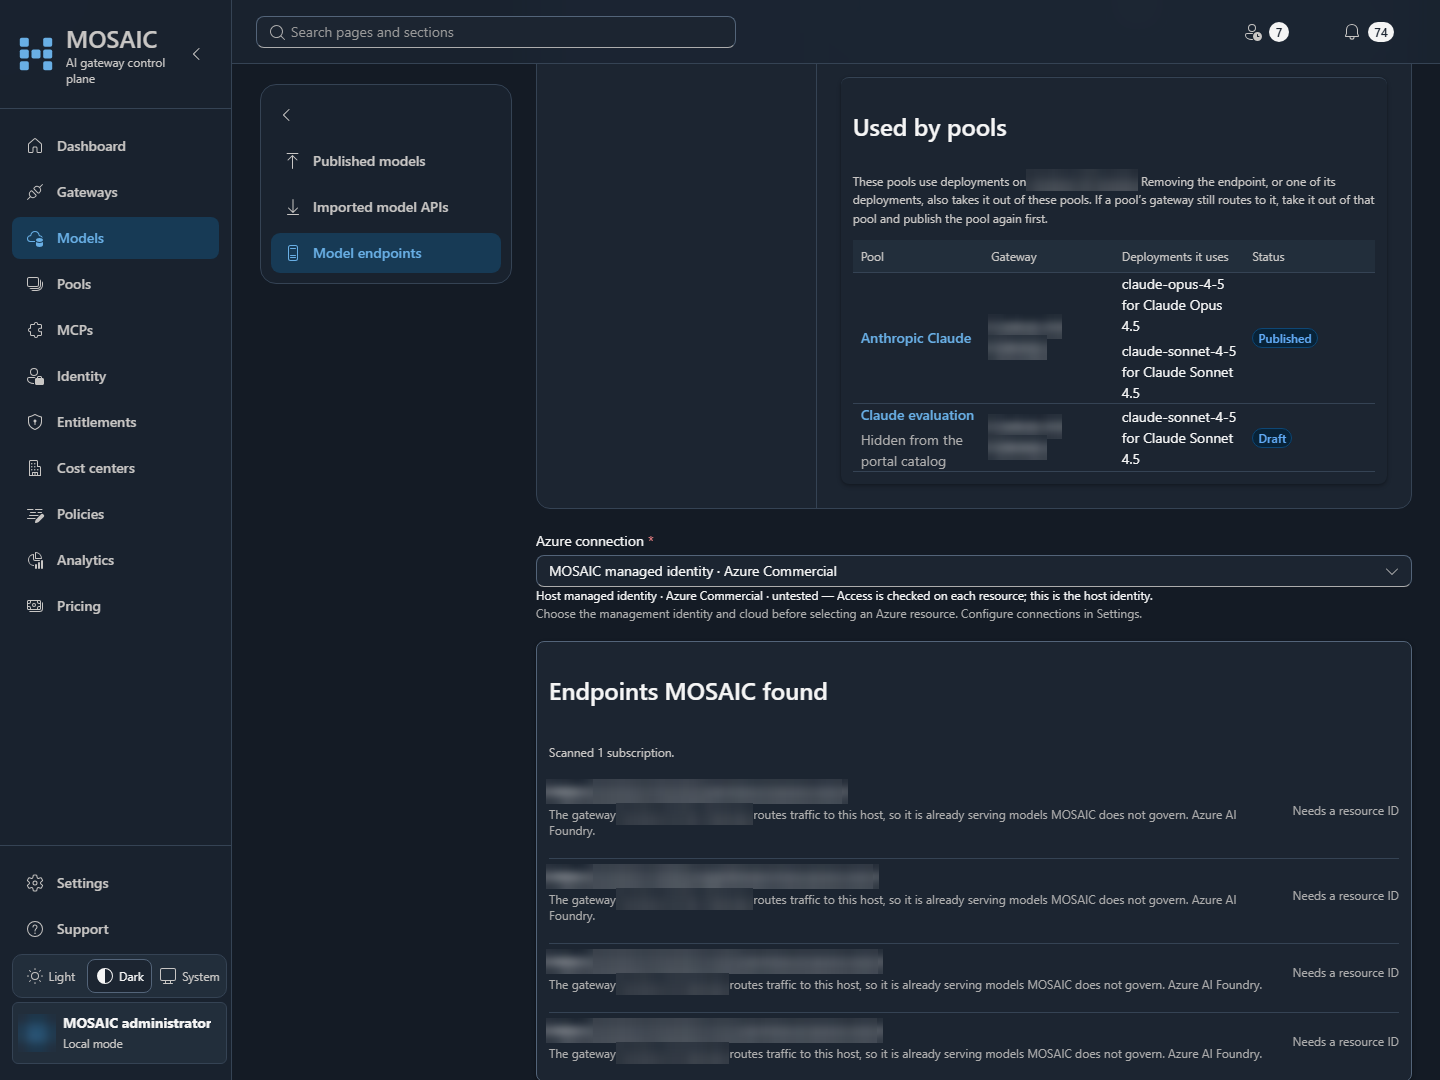 MOSAIC
AI gateway control
plane
Search pages and sections
7
74
Dashboard
Gateways
Models
Pools
MCPs
Identity
Entitlements
Cost centers
Policies
Analytics
Pricing
Settings
Support
Light
Dark
System
MOSAIC administrator
Local mode
Published models
Imported model APIs
Model endpoints
Used by pools
These pools use deployments on Removing the endpoint, or one of its
deployments, also takes it out of these pools. If a pool's gateway still routes to it, take it out of that
pool and publish the pool again first.
Pool Gateway Deployments it uses Status
Anthropic Claude
claude-opus-4-5
for Claude Opus
4.5
claude-sonnet-4-5
for Claude Sonnet
4.5
Published
Claude evaluation
Hidden from the
portal catalog
claude-sonnet-4-5
for Claude Sonnet
4.5
Draft
Azure connection *
MOSAIC managed identity · Azure Commercial
Host managed identity · Azure Commercial · untested — Access is checked on each resource; this is the host identity.
Choose the management identity and cloud before selecting an Azure resource. Configure connections in Settings.
Endpoints MOSAIC found
Scanned 1 subscription.
The gateway routes traffic to this host, so it is already serving models MOSAIC does not govern. Azure AI
Foundry.
Needs a resource ID
The gateway routes traffic to this host, so it is already serving models MOSAIC does not govern. Azure AI
Foundry.
Needs a resource ID
The gateway routes traffic to this host, so it is already serving models MOSAIC does not govern. Azure AI Foundry.
Needs a resource ID
The gateway routes traffic to this host, so it is already serving models MOSAIC does not govern. Azure AI Foundry.
Needs a resource ID